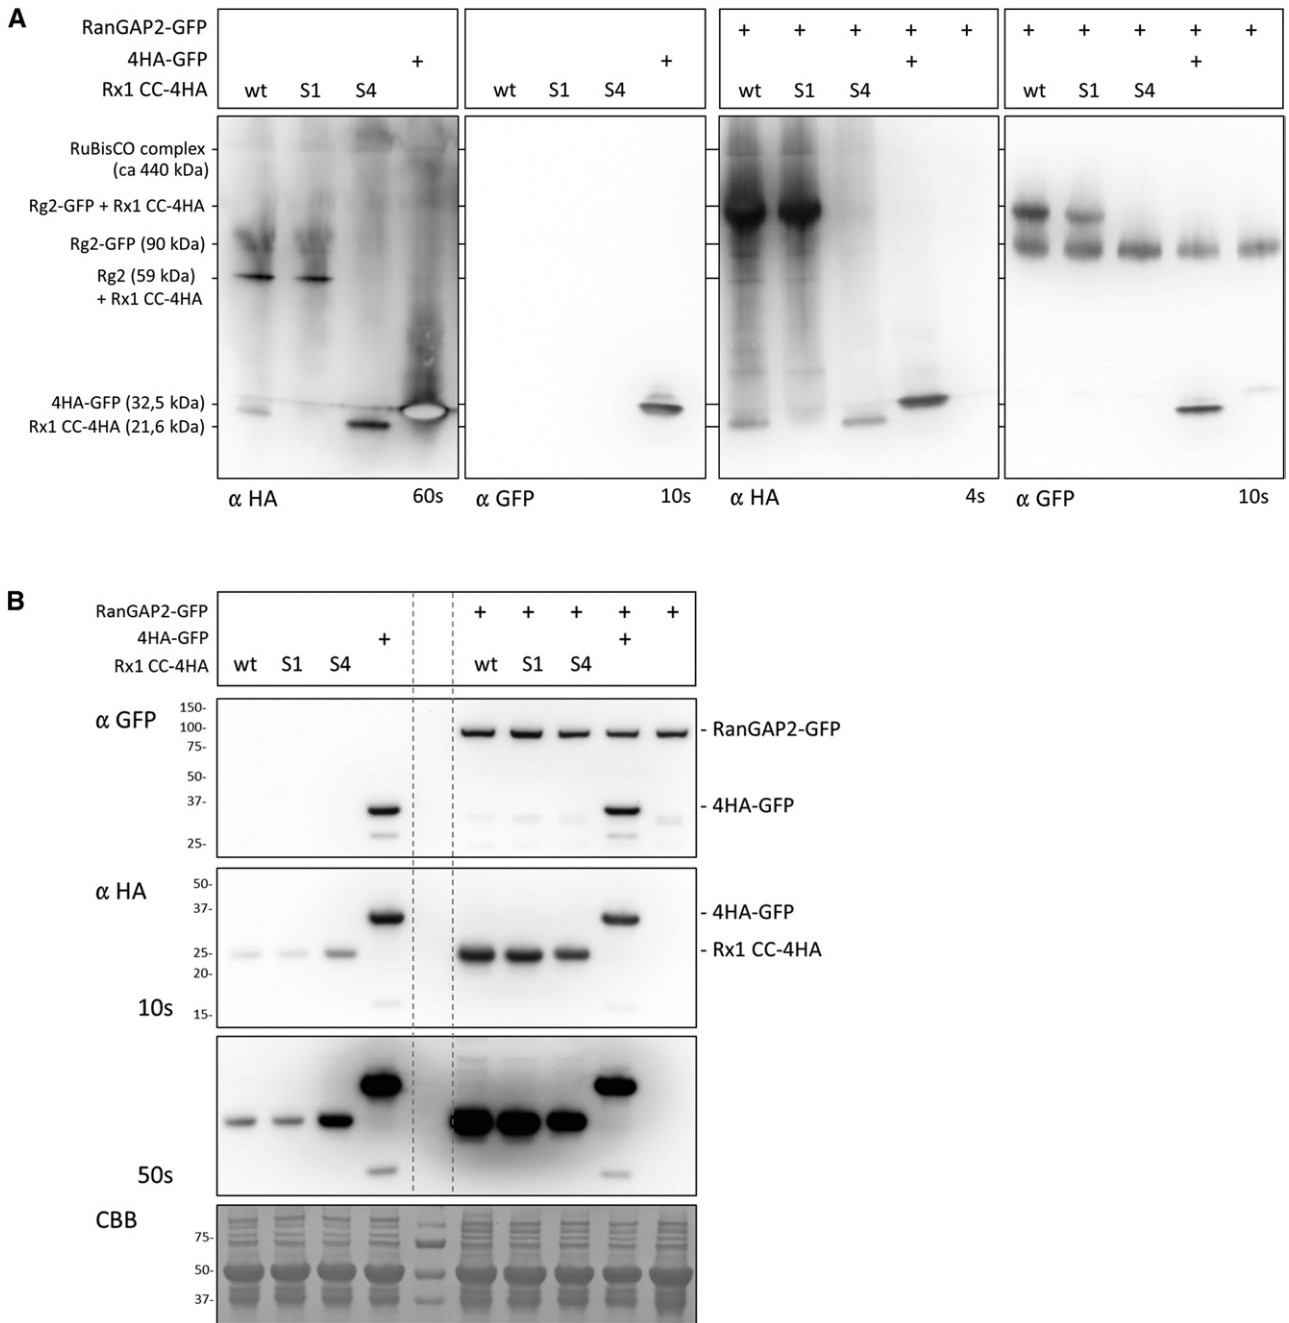 A
RanGAP2-GFP + + + + + + + + + +
4HA-GFP + + + +
Rx1 CC-4HA wt S1 S4 wt S1 S4 wt S1 S4 wt S1 S4
RuBisCO complex
(ca 440 kDa)
Rg2-GFP + Rx1 CC-4HA
Rg2-GFP (90 kDa)
Rg2 (59 kDa)
+ Rx1 CC-4HA
4HA-GFP (32,5 kDa)
Rx1 CC-4HA (21,6 kDa)
α HA 60s α GFP 10s α HA 4s α GFP 10s
B
RanGAP2-GFP + + + + +
4HA-GFP + +
Rx1 CC-4HA wt S1 S4 wt S1 S4
α GFP
150-
100-
75-
50-
37-
25-
- RanGAP2-GFP
- 4HA-GFP
α HA
50-
37-
25-
20-
15-
10s
- 4HA-GFP
- Rx1 CC-4HA
50s
CBB
75-
50-
37-